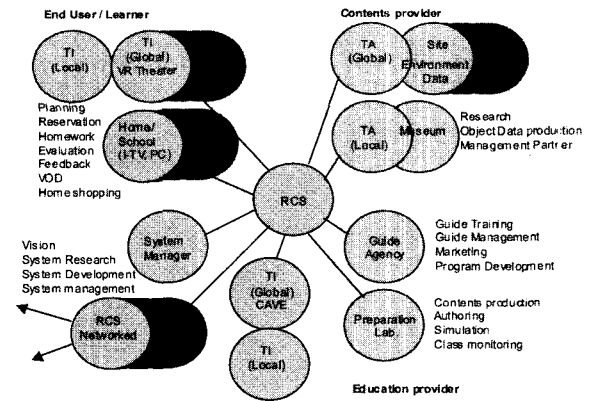 End User / Learner
TI
(Local)
TI
(Global)
VR Theater
Planning
Reservation
Homework
Evaluation
Feedback
VOD
Home shopping
Home/
School
(I-TV, PC)
Contents provider
TA
(Global)
Site
Environment
Data
TA
(Local)
Museum
Research
Object Data production
Management Partner
RCS
System
Manager
Vision
System Research
System Development
System management
RCS
Networked
TI
(Global)
CAVE
TI
(Local)
Guide
Agency
Guide Training
Guide Management
Marketing
Program Development
Preparation
Lab.
Contents production
Authoring
Simulation
Class monitoring
Education provider